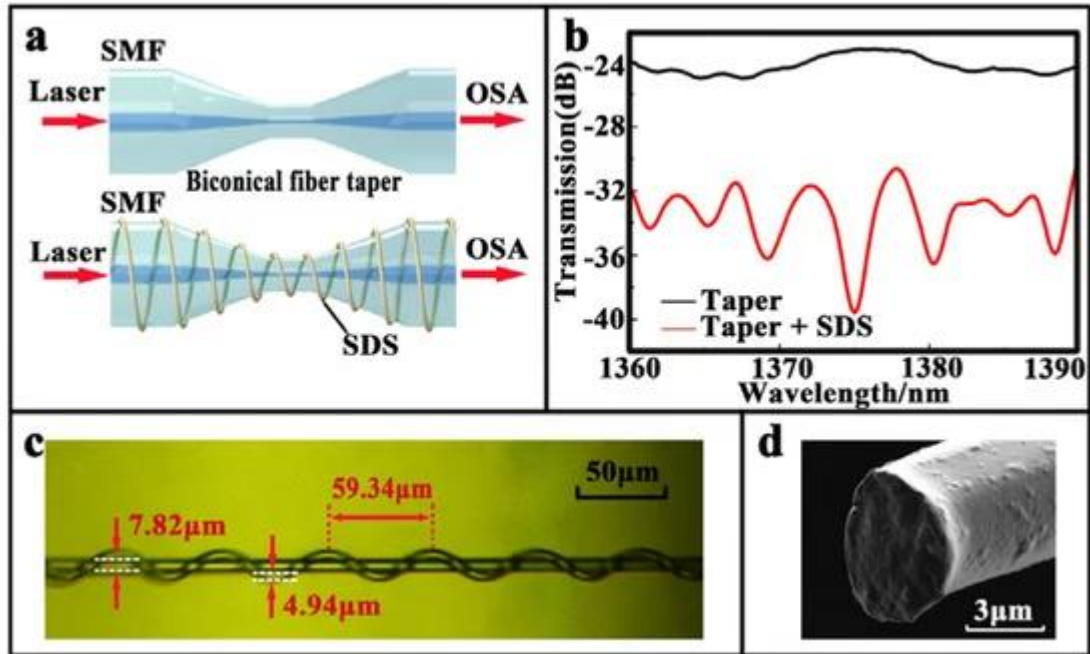 a
SMF
Laser
OSA
Biconical fiber taper
SMF
Laser
OSA
SDS
b
Transmission(dB)
-24
-28
-32
-36
-40
Taper
Taper + SDS
1360
1370
1380
1390
Wavelength/nm
c
7.82μm
59.34μm
50μm
4.94μm
d
3μm